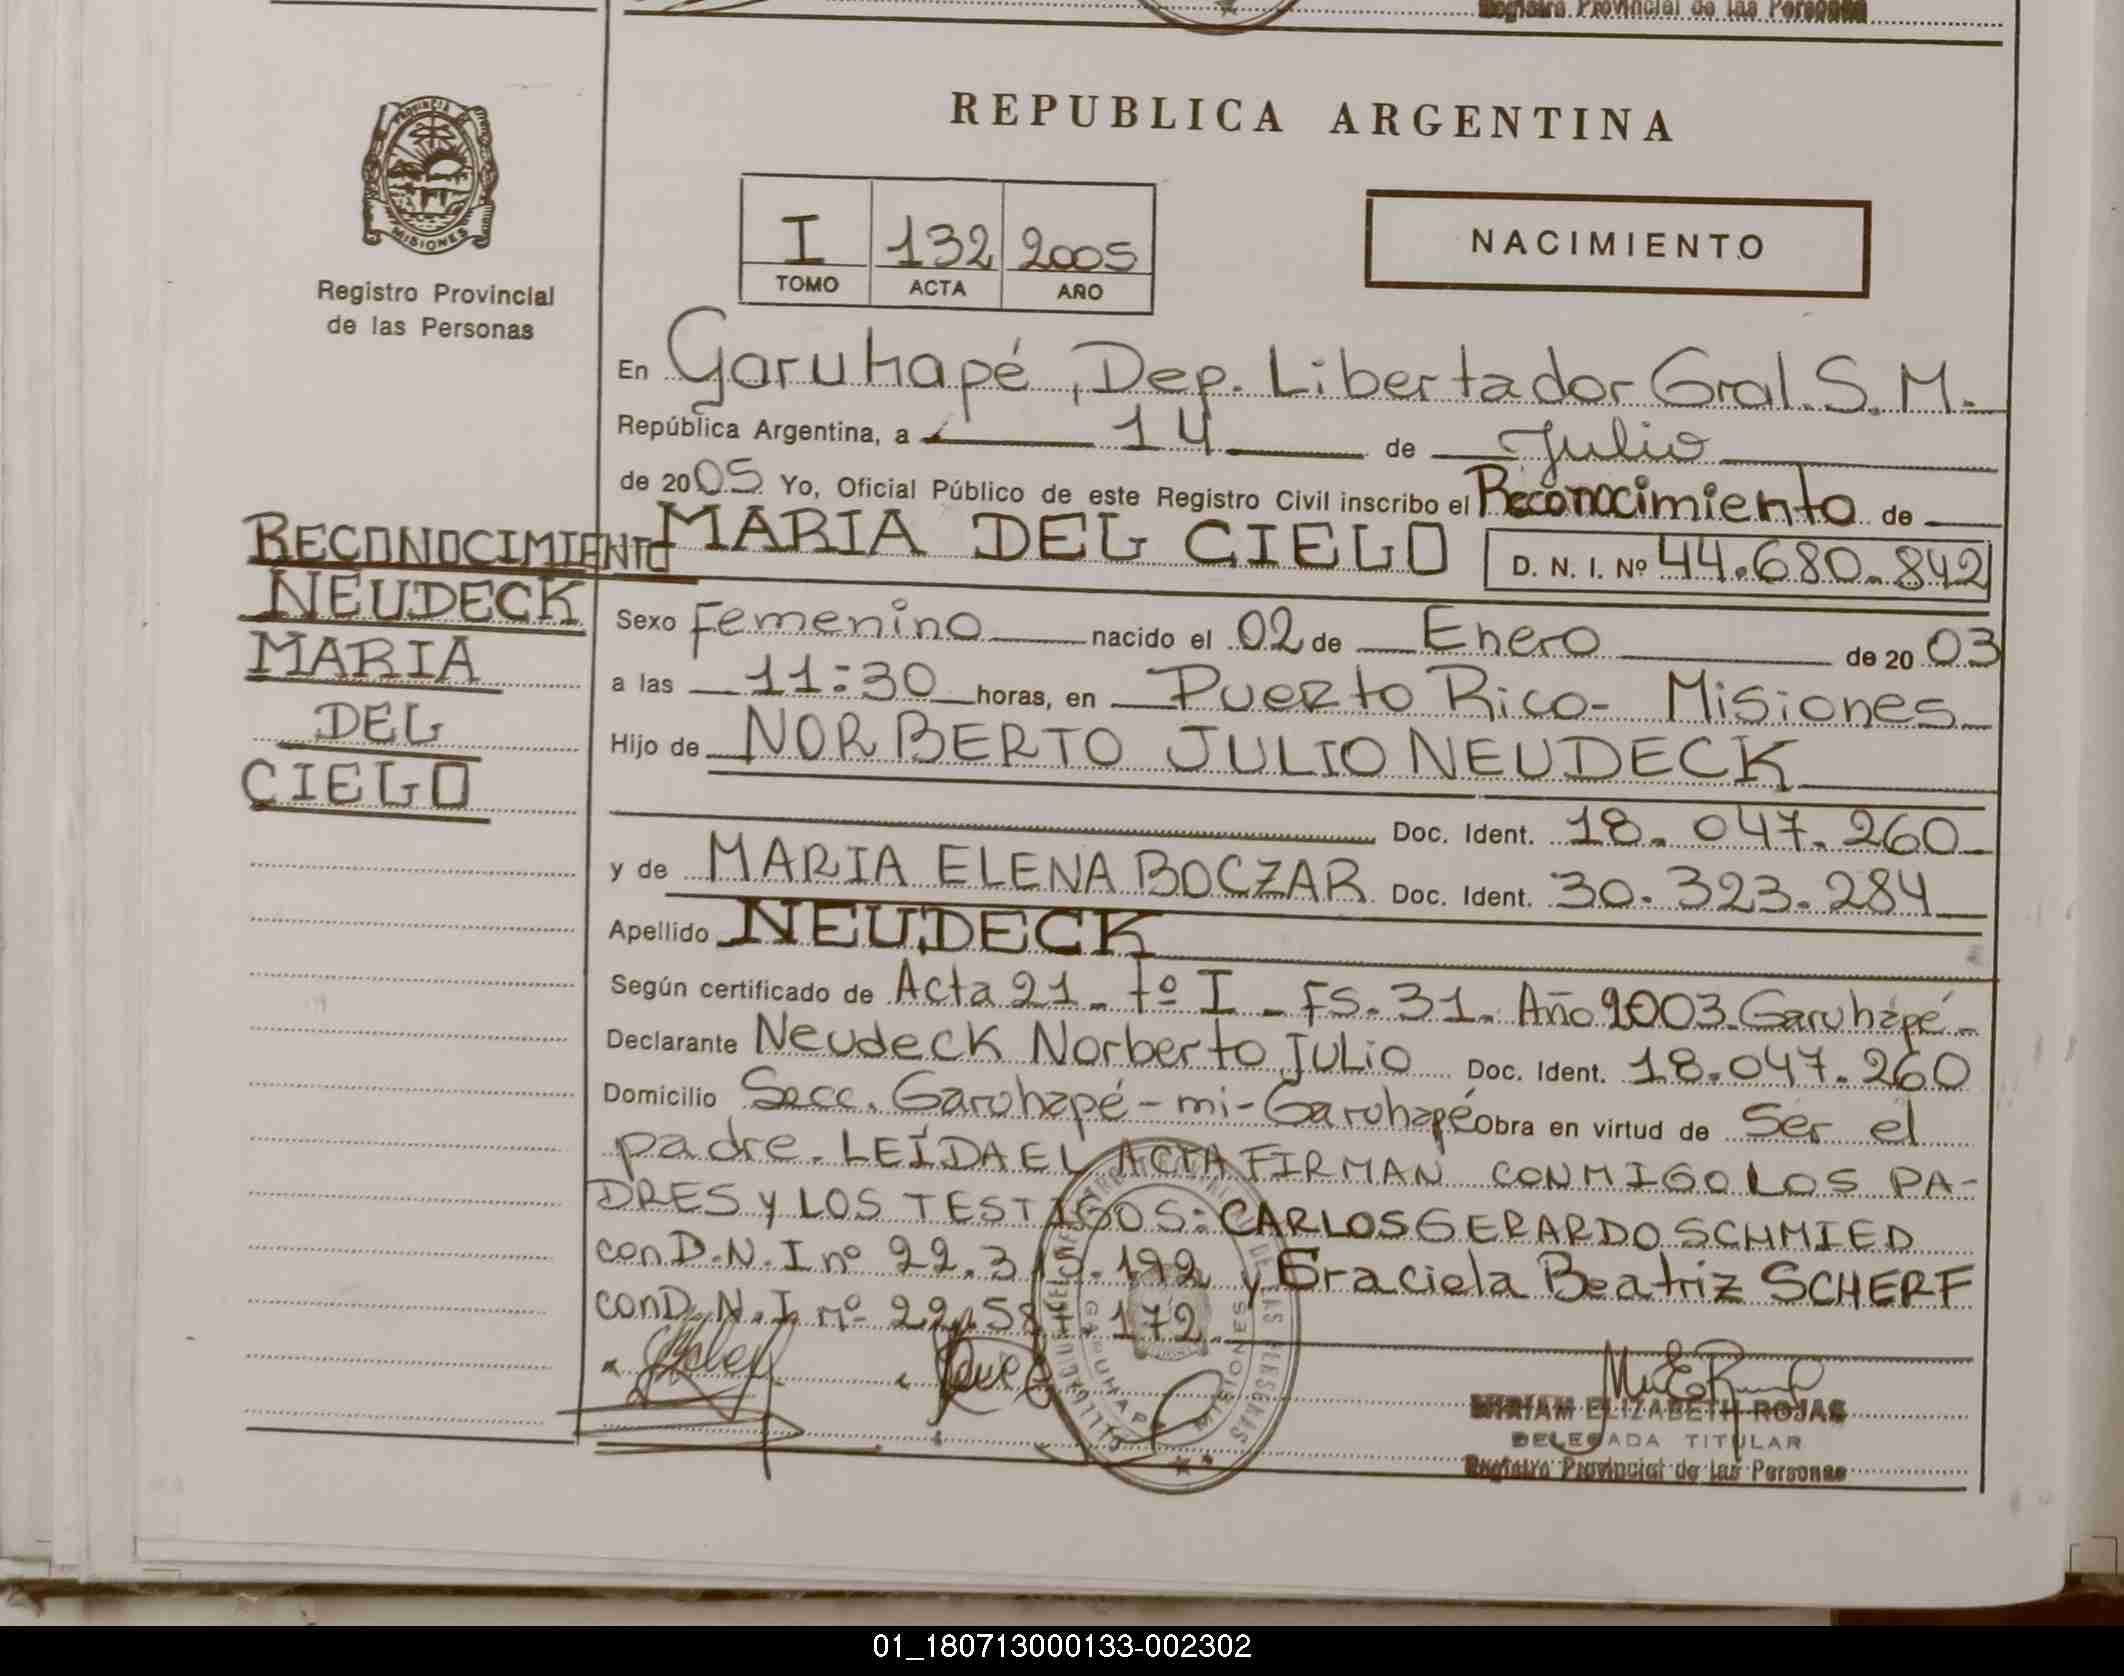 Registro Provincial de las Personas
PROVINCIA DE
MISIONES
Registro Provincial
de las Personas
REPUBLICA ARGENTINA
I 132 2005
TOMO ACTA AÑO
NACIMIENTO
En Garuhapé, Dep. Libertador Gral. S. M.
República Argentina, a 14 de Julio
de 2005 Yo, Oficial Público de este Registro Civil inscribo el Reconocimiento de
MARIA DEL CIELO D. N. I. Nº 44.680.842
Sexo Femenino nacido el 02 de Enero de 2003
a las 11:30 horas, en Puerto Rico - Misiones
Hijo de NORBERTO JULIO NEUDECK
Doc. Ident. 18.047.260
y de MARIA ELENA BOCZAR Doc. Ident. 30.323.284
Apellido NEUDECK
Según certificado de Acta 21 - tº I - FS. 31. Año 2003. Garuhapé -
Declarante Neudeck Norberto Julio Doc. Ident. 18.047.260
Domicilio Secc. Garuhapé - mi - Garuhapé Obra en virtud de Ser el
padre. LEÍDA EL ACTA FIRMAN CONMIGO LOS PA-
DRES y LOS TESTIGOS: CARLOS GERARDO SCHMIED
con D.N.I nº 22.315.192 y Graciela Beatriz SCHERF
con D.N.I nº 172.
RECONOCIMIENTO
NEUDECK
MARIA
DEL
CIELO
GARUHAPE MISIONES
MIRIAM ELIZABETH ROJAS
DELEGADA TITULAR
Registro Provincial de las Personas
01_180713000133-002302